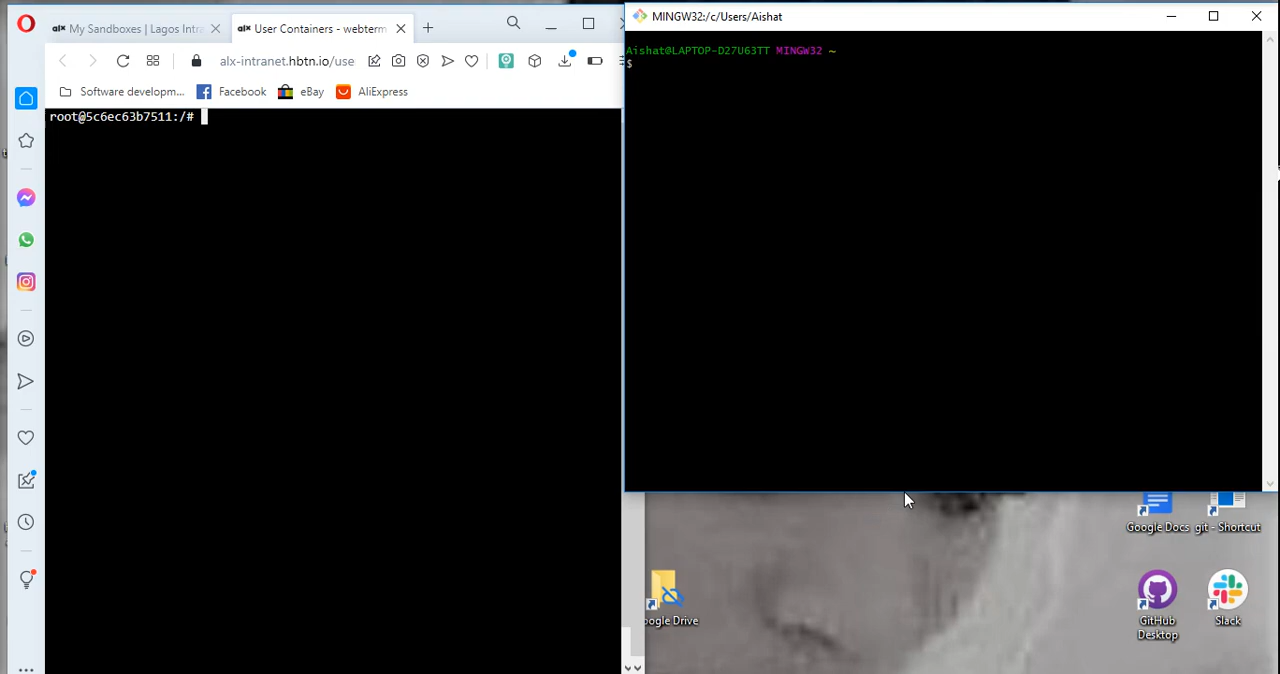 My Sandboxes | Lagos Intra
User Containers - webterm
alx-intranet.hbtn.io/use
Software developm...
Facebook
eBay
AliExpress
root@5c6ec63b7511:/#
MINGW32:/c/Users/Aishat
Aishat@LAPTOP-D27U63TT MINGW32 ~
$
Google Docs
git - Shortcut
oogle Drive
GitHub
Desktop
Slack